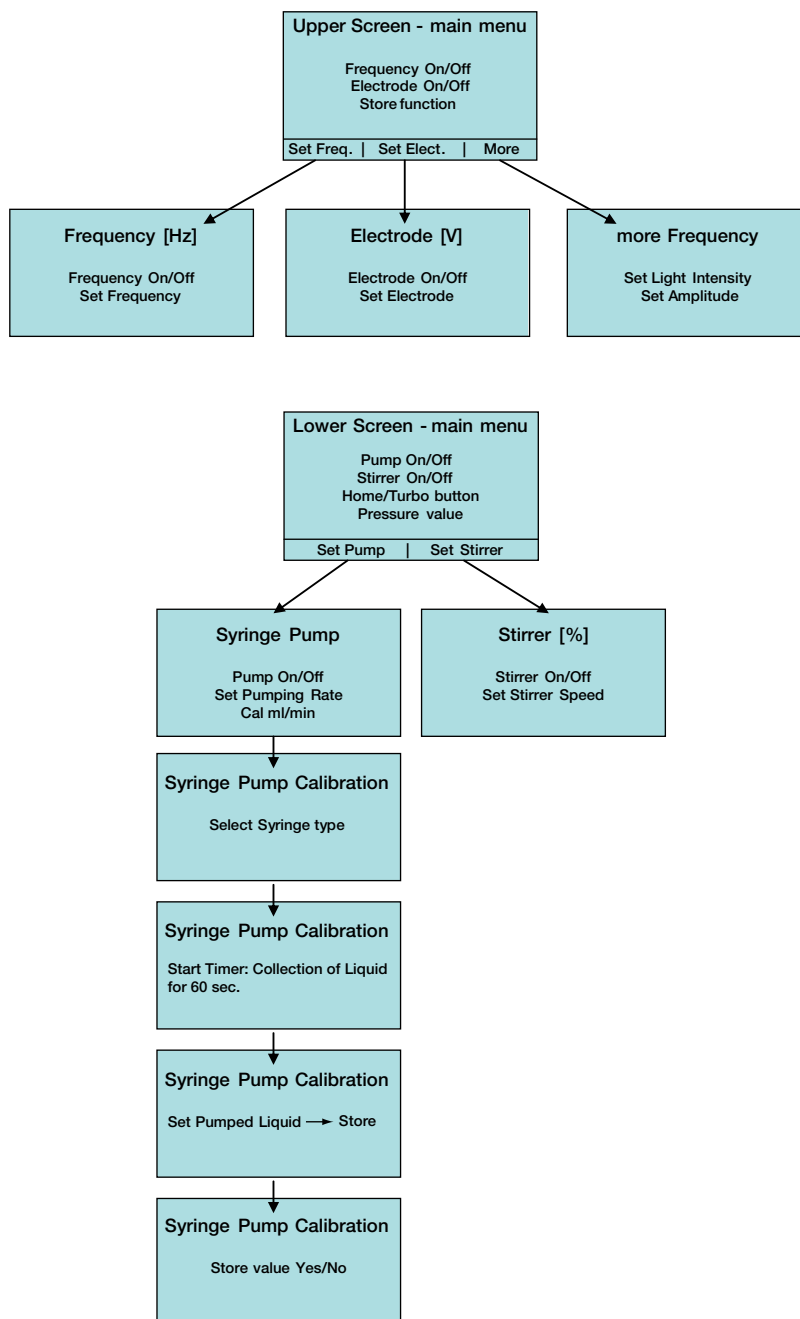 Upper Screen - main menu
Frequency On/Off
Electrode On/Off
Store function
Set Freq. | Set Elect. | More
Frequency [Hz]
Frequency On/Off
Set Frequency
Electrode [V]
Electrode On/Off
Set Electrode
more Frequency
Set Light Intensity
Set Amplitude
Lower Screen - main menu
Pump On/Off
Stirrer On/Off
Home/Turbo button
Pressure value
Set Pump | Set Stirrer
Syringe Pump
Pump On/Off
Set Pumping Rate
Cal ml/min
Stirrer [%]
Stirrer On/Off
Set Stirrer Speed
Syringe Pump Calibration
Select Syringe type
Syringe Pump Calibration
Start Timer: Collection of Liquid
for 60 sec.
Syringe Pump Calibration
Set Pumped Liquid → Store
Syringe Pump Calibration
Store value Yes/No